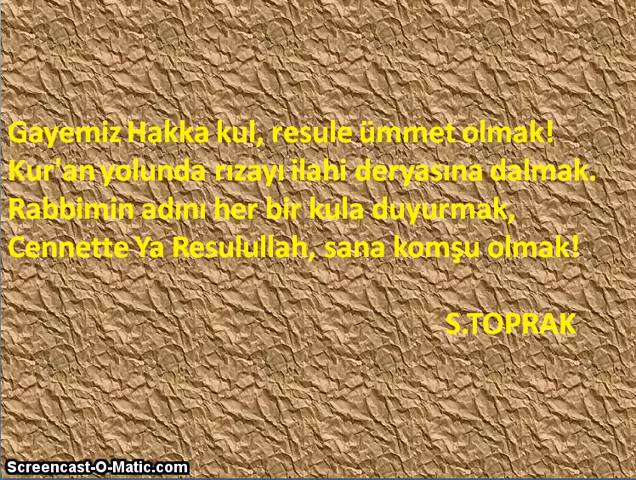 Gayemiz Hakka kul, resule ümmet olmak!
Kur'an yolunda rızayı ilahi deryasına dalmak.
Rabbimin adını her bir kula duyurmak,
Cennette Ya Resulullah, sana komşu olmak!
S.TOPRAK
Screencast-O-Matic.com